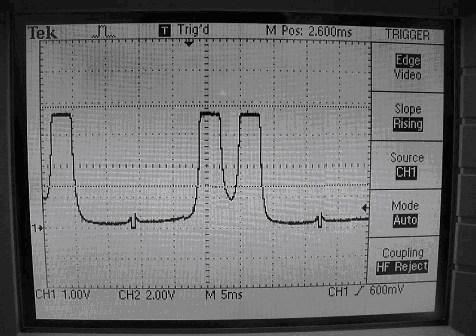 Tek T Trig'd M Pos: 2.600ms TRIGGER
Edge
Video
Slope
Rising
Source
CH1
Mode
Auto
Coupling
HF Reject
1
CH1 1.00V CH2 2.00V M 5ms CH1 / 600mV